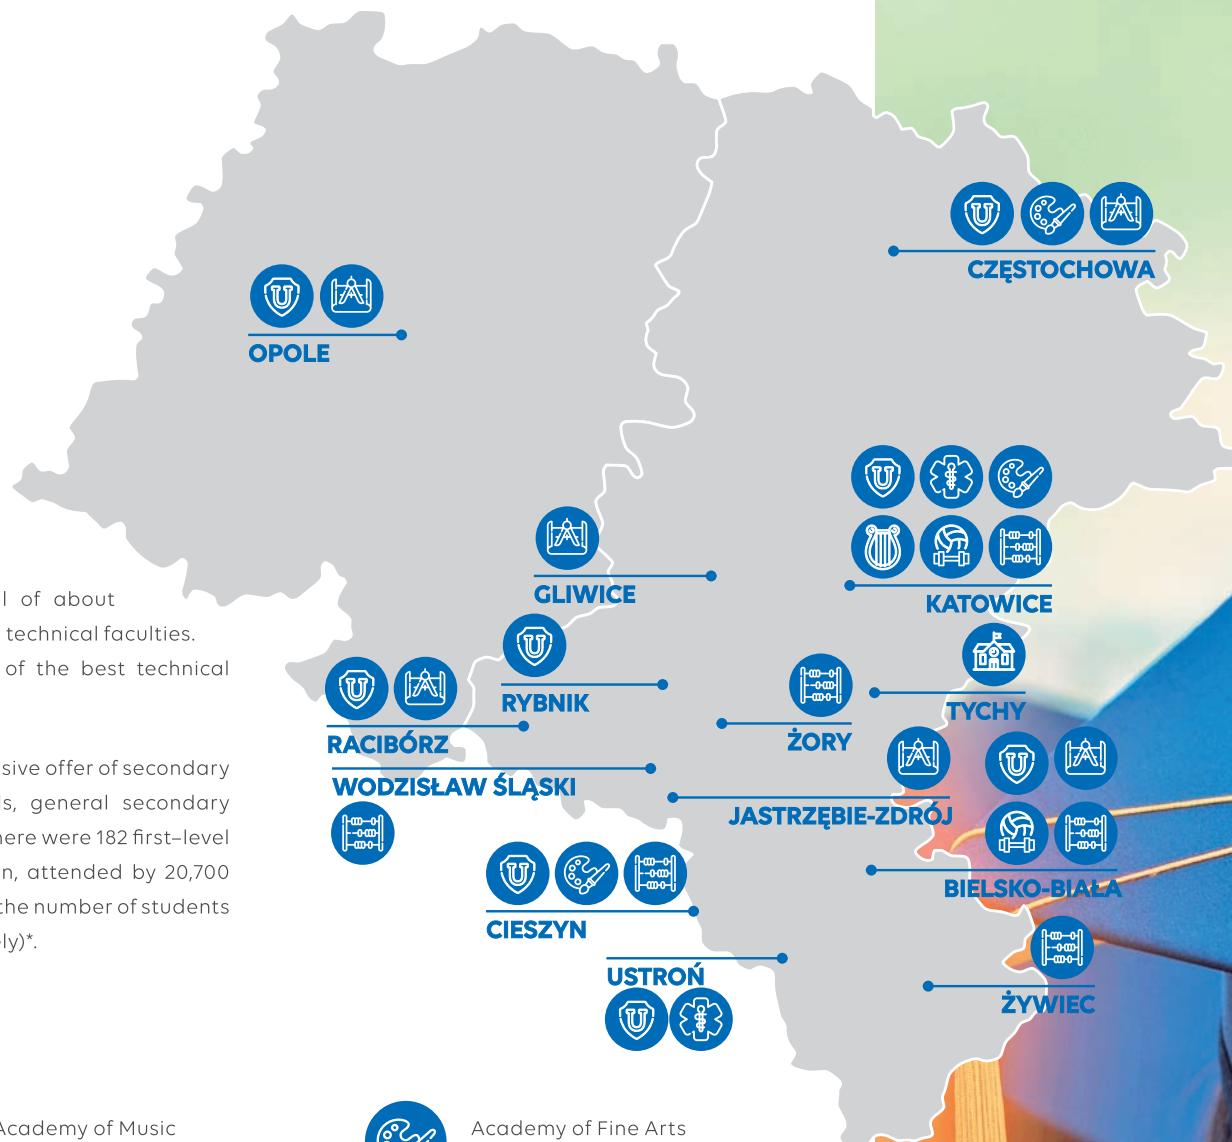 CZĘSTOCHOWA
OPOLE
GLIWICE
KATOWICE
RYBNIK
TYCHY
RACIBÓRZ
ŻORY
WODZISŁAW ŚLĄSKI
JASTRZĘBIE-ZDRÓJ
BIELSKO-BIAŁA
CIESZYN
USTROŃ
ŻYWIEC
l of about
technical faculties.
of the best technical
sive offer of secondary
s, general secondary
here were 182 first–level
n, attended by 20,700
the number of students
ely)*.
Academy of Music
Academy of Fine Arts